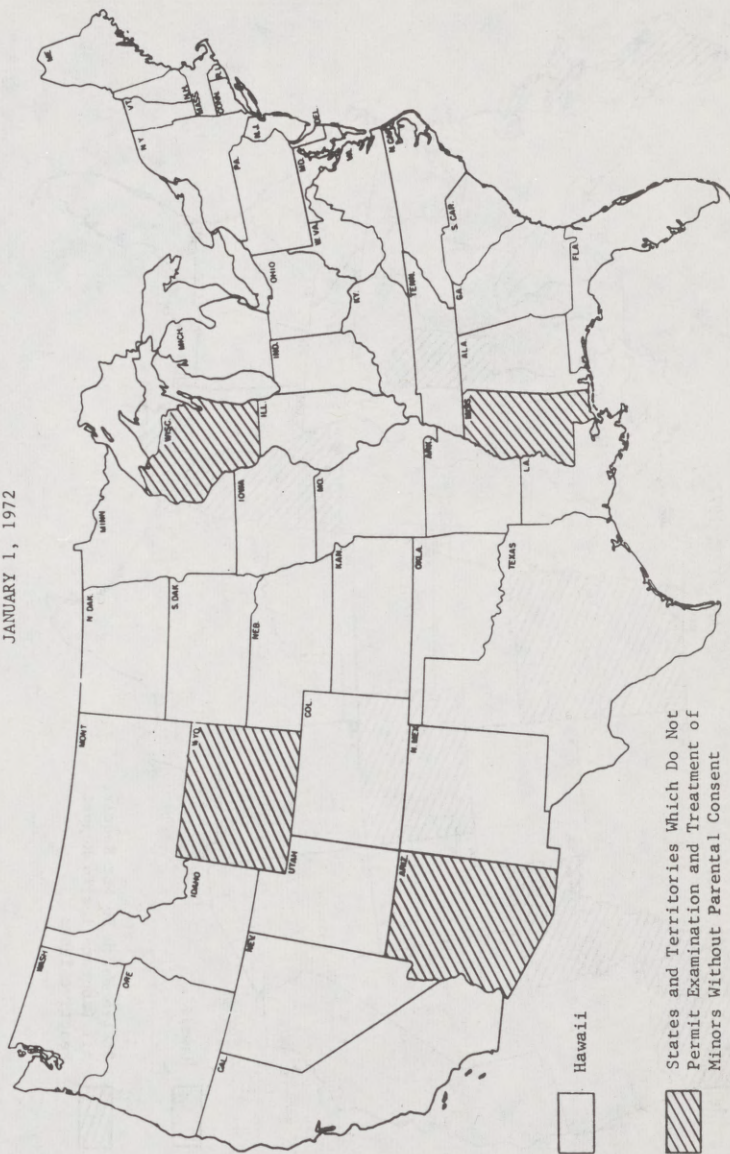 JANUARY 1, 1972
WASH
ORE
CAL.
NEV.
IDAHO
MONT
WYO.
UTAH
ARIZ.
COL.
N. MEX
N. DAK
S. DAK
NEB.
KAN.
OKLA
TEXAS
MINN
IOWA
MO.
ARK.
LA.
WISC.
ILL
MICH.
IND.
OHIO
KY.
TENN.
MISS.
ALA
GA
FLA
S. CAR
N. CAR
VA.
W. VA.
MD.
DEL.
PA.
N.J.
N.Y
CONN
R.I.
MASS
VT.
N.H.
ME
Hawaii
States and Territories Which Do Not
Permit Examination and Treatment of
Minors Without Parental Consent